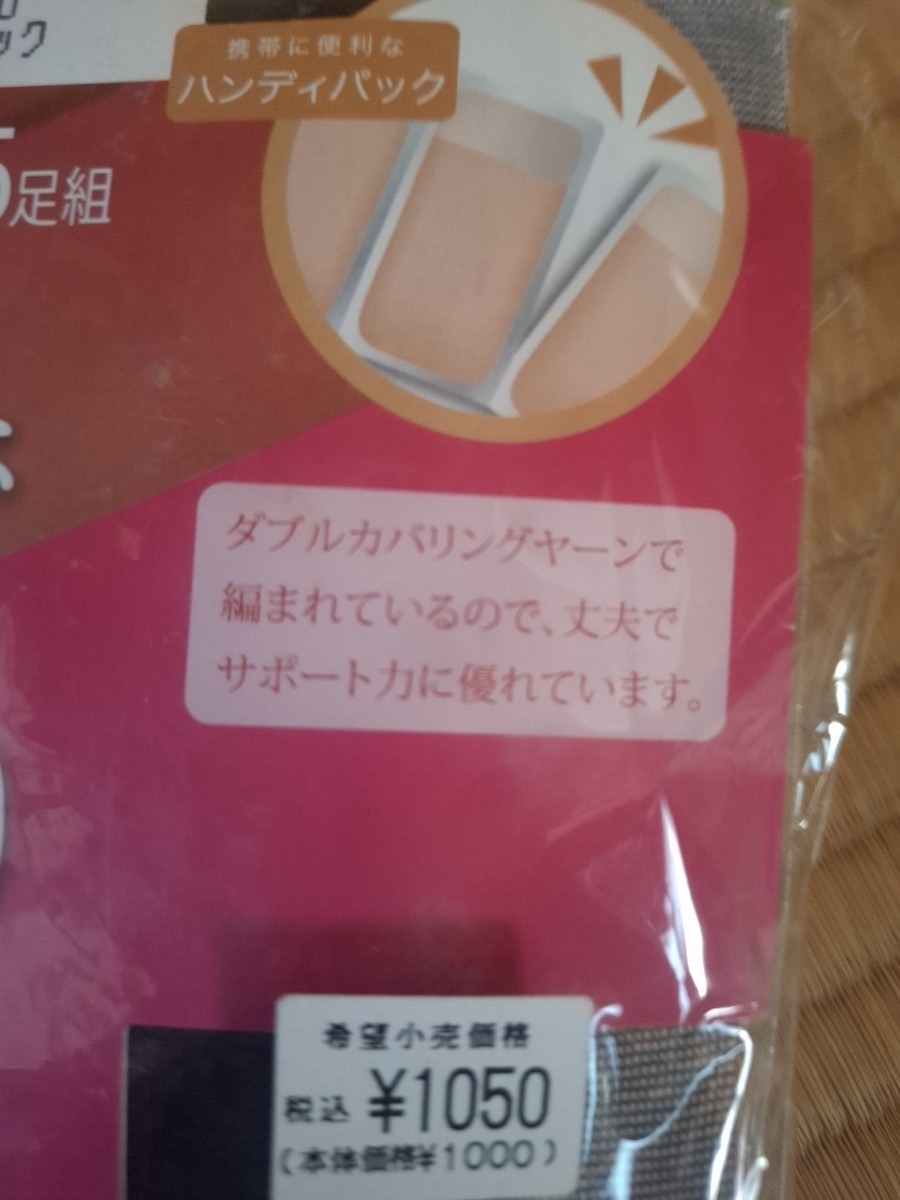 ック
携帯に便利な
ハンディパック
足組
ダブルカバリングヤーンで
編まれているので、丈夫で
サポート力に優れています。
希望小売価格
税込 ¥1050
(本体価格¥1000)